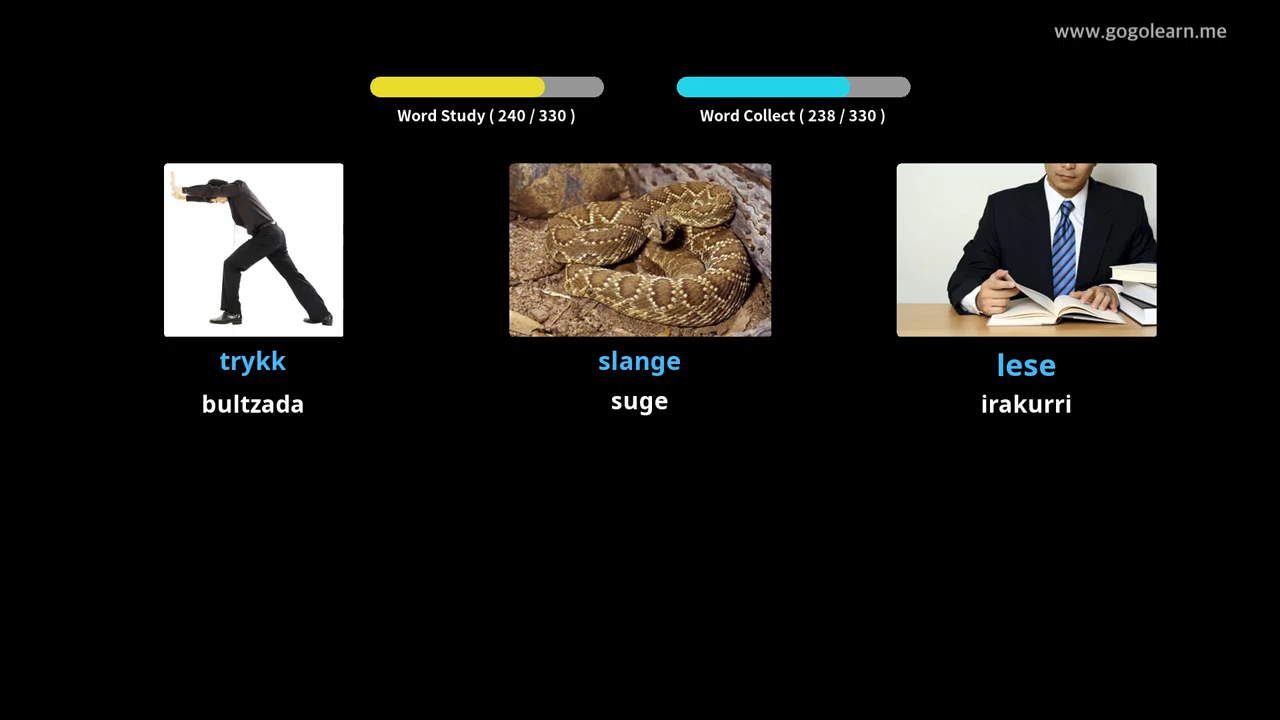 www.gogolearn.me
Word Study ( 240 / 330 )
Word Collect ( 238 / 330 )
trykk
slange
lese
bultzada
suge
irakurri